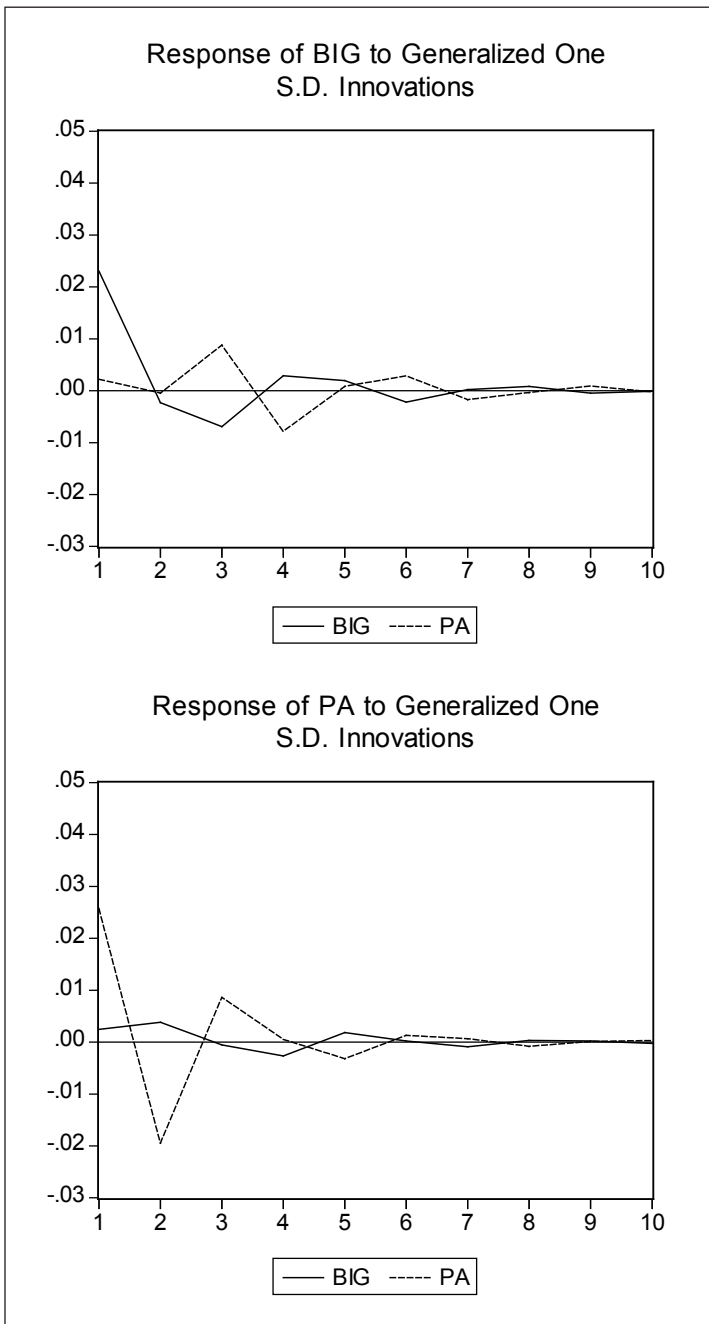 Response of BIG to Generalized One
S.D. Innovations
.05
.04
.03
.02
.01
.00
-.01
-.02
-.03
1 2 3 4 5 6 7 8 9 10
BIG PA
Response of PA to Generalized One
S.D. Innovations
.05
.04
.03
.02
.01
.00
-.01
-.02
-.03
1 2 3 4 5 6 7 8 9 10
BIG PA